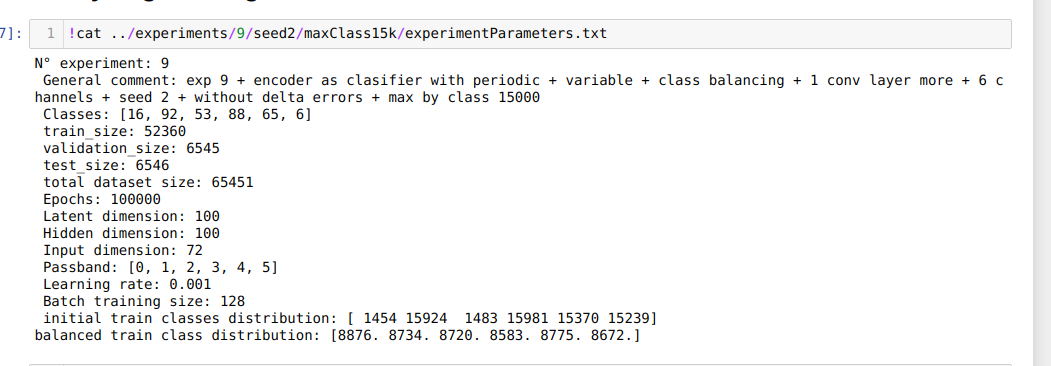 7]: 1 !cat ../experiments/9/seed2/maxClass15k/experimentParameters.txt
N° experiment: 9
General comment: exp 9 + encoder as clasifier with periodic + variable + class balancing + 1 conv layer more + 6 c
hannels + seed 2 + without delta errors + max by class 15000
Classes: [16, 92, 53, 88, 65, 6]
train_size: 52360
validation_size: 6545
test_size: 6546
total dataset size: 65451
Epochs: 100000
Latent dimension: 100
Hidden dimension: 100
Input dimension: 72
Passband: [0, 1, 2, 3, 4, 5]
Learning rate: 0.001
Batch training size: 128
initial train classes distribution: [ 1454 15924  1483 15981 15370 15239]
balanced train class distribution: [8876. 8734. 8720. 8583. 8775. 8672.]